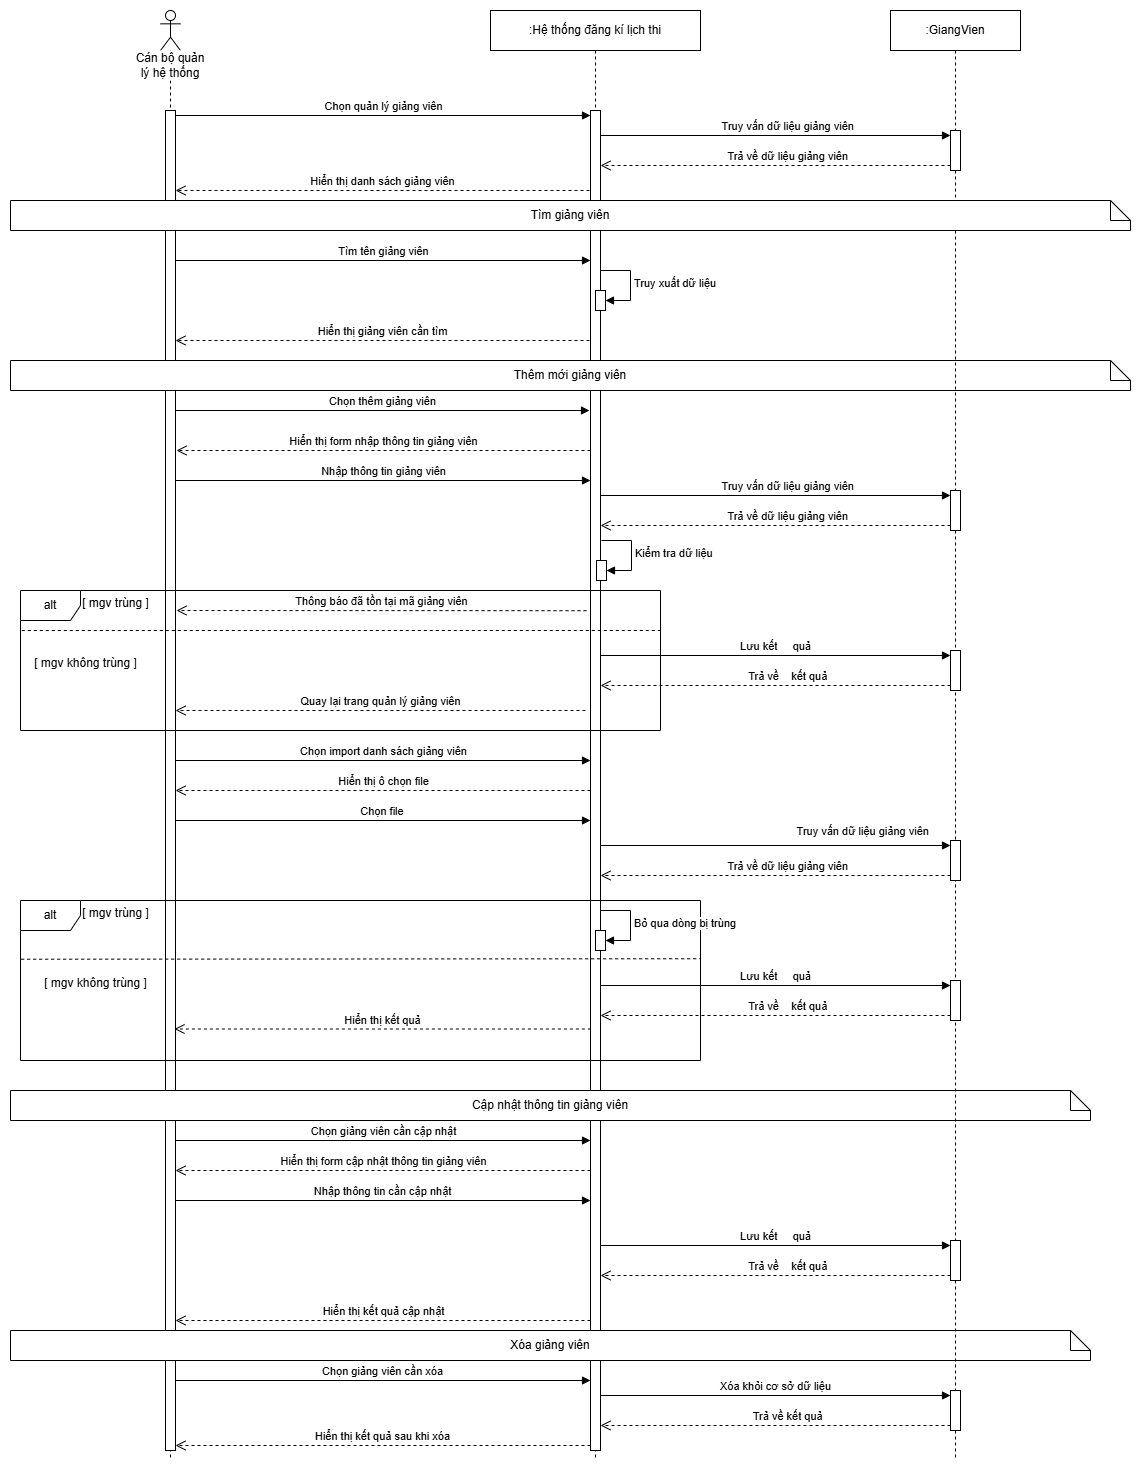 :Hệ thống đăng kí lịch thi
:GiangVien
Cán bộ quản
lý hệ thống
Chọn quản lý giảng viên
Truy vấn dữ liệu giảng viên
Trả về dữ liệu giảng viên
Hiển thị danh sách giảng viên
Tìm giảng viên
Tìm tên giảng viên
Truy xuất dữ liệu
Hiển thị giảng viên cần tìm
Thêm mới giảng viên
Chọn thêm giảng viên
Hiển thị form nhập thông tin giảng viên
Nhập thông tin giảng viên
Truy vấn dữ liệu giảng viên
Trả về dữ liệu giảng viên
Kiểm tra dữ liệu
alt
[ mgv trùng ]
Thông báo đã tồn tại mã giảng viên
Lưu kết quả
[ mgv không trùng ]
Trả về kết quả
Quay lại trang quản lý giảng viên
Chọn import danh sách giảng viên
Hiển thị ô chọn file
Chọn file
Truy vấn dữ liệu giảng viên
Trả về dữ liệu giảng viên
alt
[ mgv trùng ]
Bỏ qua dòng bị trùng
Lưu kết quả
[ mgv không trùng ]
Trả về kết quả
Hiển thị kết quả
Cập nhật thông tin giảng viên
Chọn giảng viên cần cập nhật
Hiển thị form cập nhật thông tin giảng viên
Nhập thông tin cần cập nhật
Lưu kết quả
Trả về kết quả
Hiển thị kết quả cập nhật
Xóa giảng viên
Chọn giảng viên cần xóa
Xóa khỏi cơ sở dữ liệu
Trả về kết quả
Hiển thị kết quả sau khi xóa